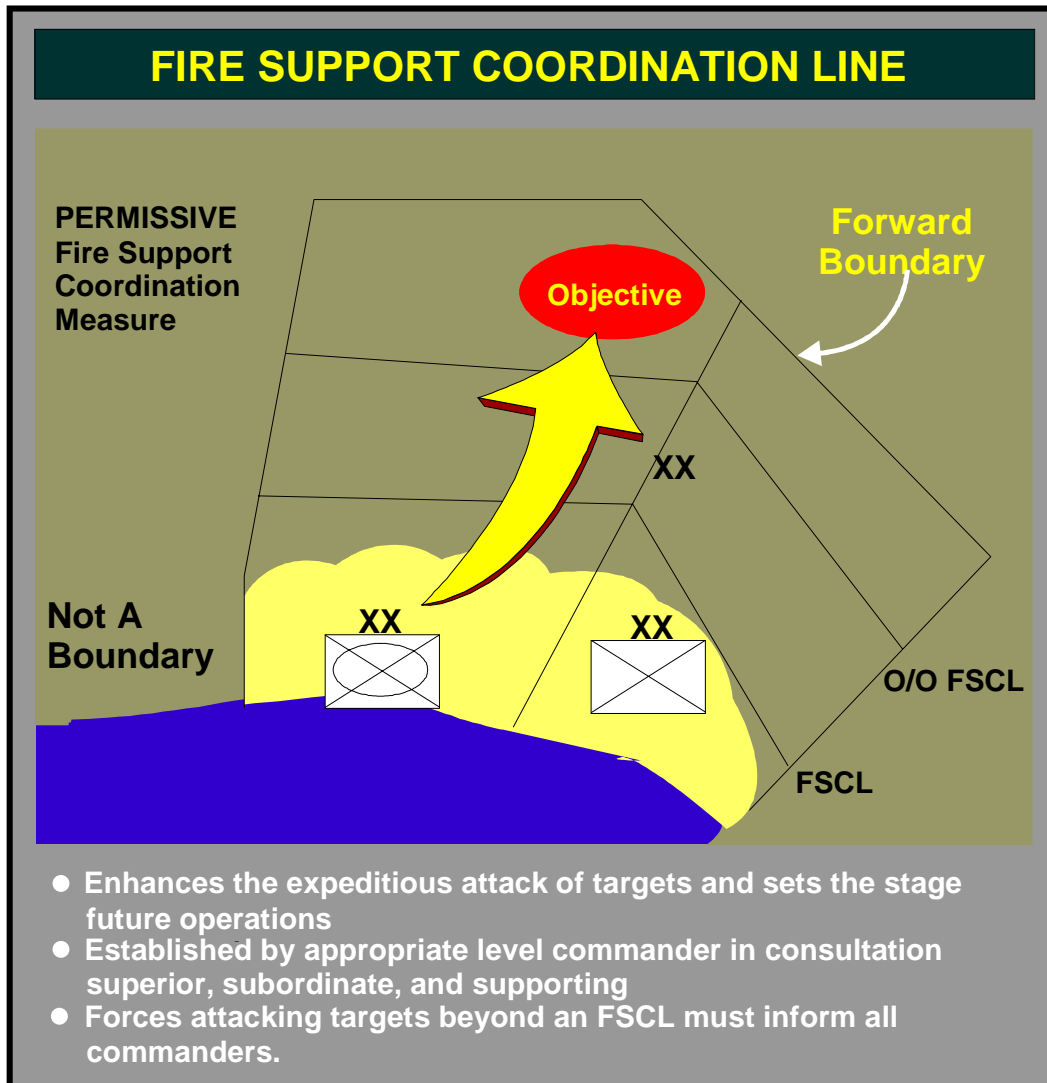 FIRE SUPPORT COORDINATION LINE
PERMISSIVE
Fire Support
Coordination
Measure
Forward
Boundary
Objective
XX
Not A
Boundary
XX
XX
O/O FSCL
FSCL
Enhances the expeditious attack of targets and sets the stage
future operations
Established by appropriate level commander in consultation
superior, subordinate, and supporting
Forces attacking targets beyond an FSCL must inform all
commanders.